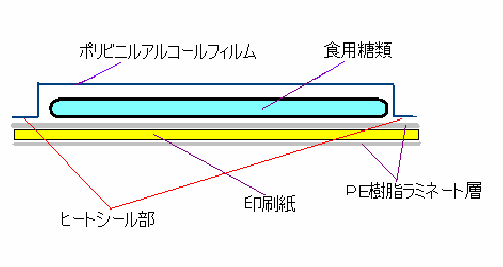 ポリビニルアルコールフィルム
食用糖類
PE樹脂ラミネート層
印刷紙
ヒートシール部